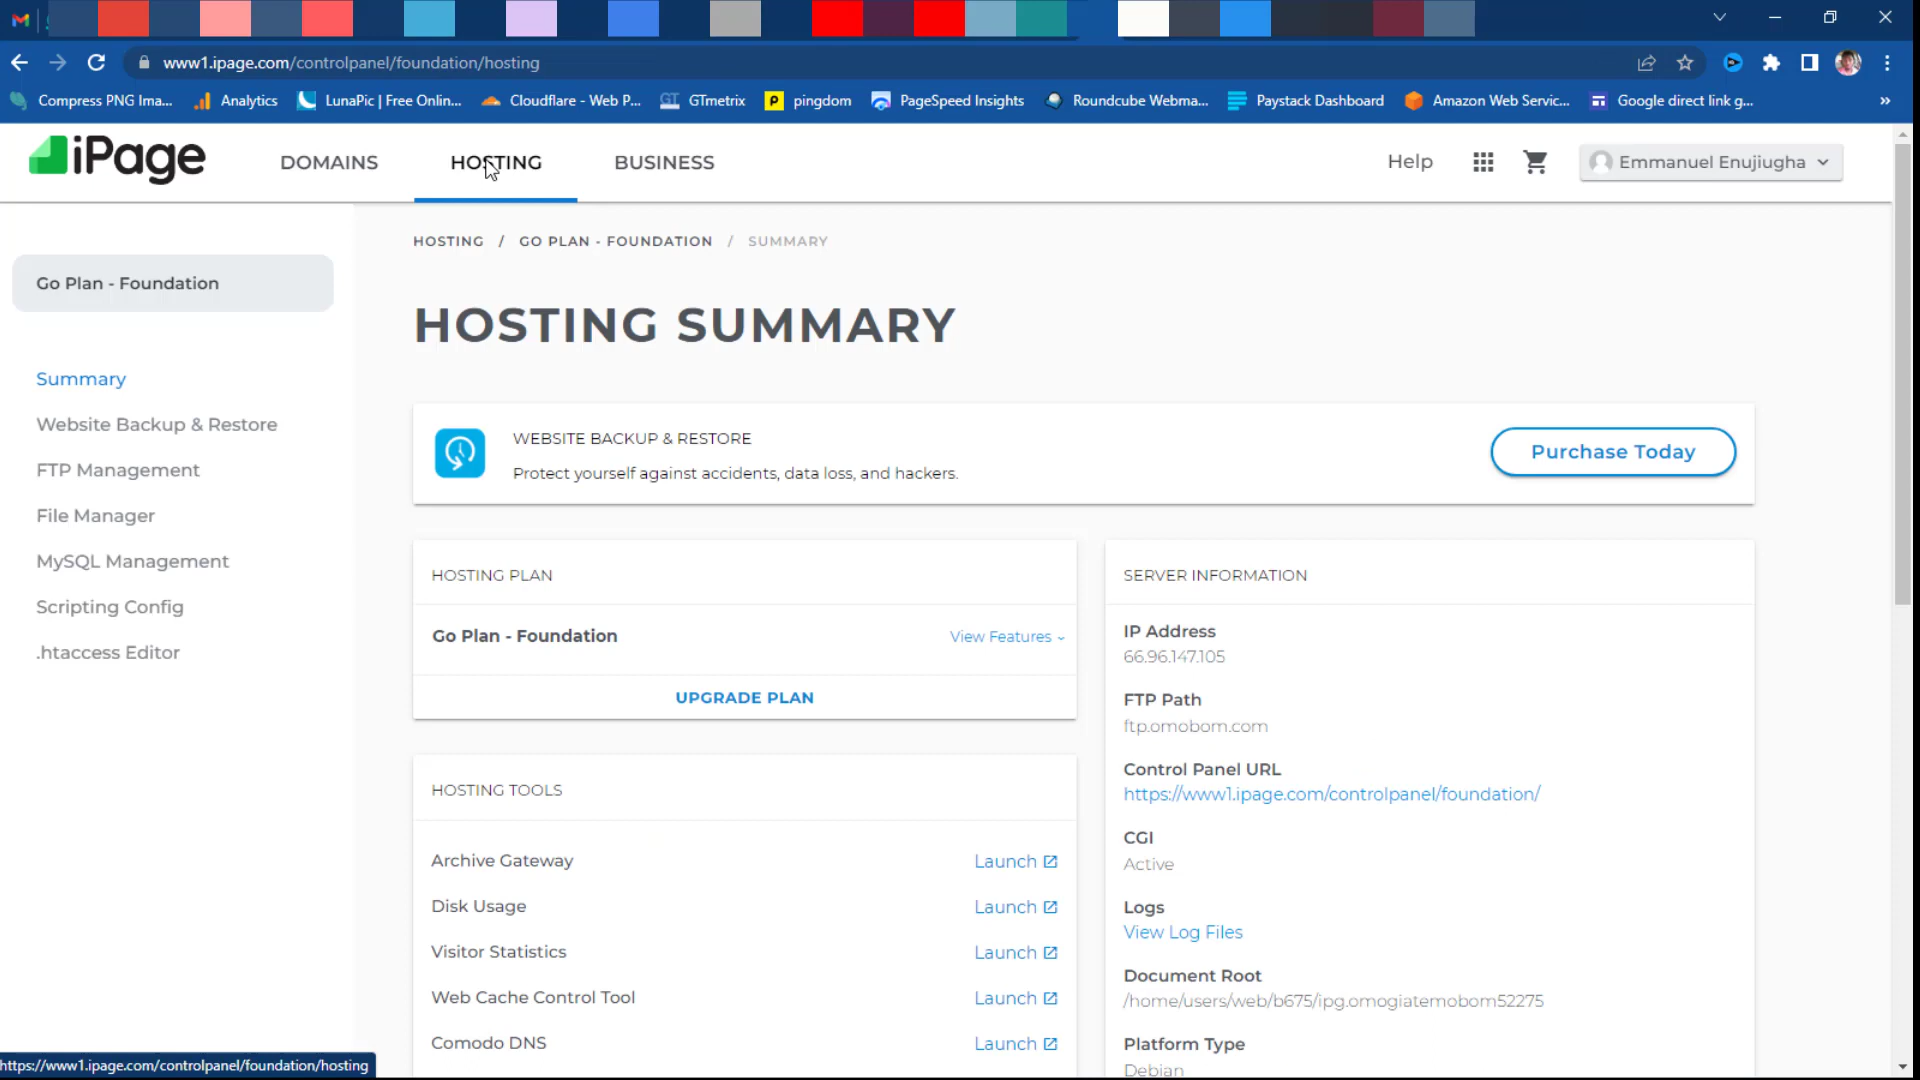 www1.ipage.com/controlpanel/foundation/hosting
Compress PNG Ima...
Analytics
LunaPic | Free Onlin...
Cloudflare - Web P...
GTmetrix
pingdom
PageSpeed Insights
Roundcube Webma...
Paystack Dashboard
Amazon Web Servic...
Google direct link g...
»
iPage
DOMAINS
HOSTING
BUSINESS
Help
Emmanuel Enujiugha
HOSTING / GO PLAN - FOUNDATION / SUMMARY
Go Plan - Foundation
Summary
Website Backup & Restore
FTP Management
File Manager
MySQL Management
Scripting Config
.htaccess Editor
HOSTING SUMMARY
WEBSITE BACKUP & RESTORE
Protect yourself against accidents, data loss, and hackers.
Purchase Today
HOSTING PLAN
Go Plan - Foundation
View Features
UPGRADE PLAN
HOSTING TOOLS
Archive Gateway Launch
Disk Usage Launch
Visitor Statistics Launch
Web Cache Control Tool Launch
Comodo DNS Launch
SERVER INFORMATION
IP Address
66.96.147.105
FTP Path
ftp.omobom.com
Control Panel URL
https://www1.ipage.com/controlpanel/foundation/
CGI
Active
Logs
View Log Files
Document Root
/home/users/web/b675/ipg.omogiatemobom52275
Platform Type
Debian
https://www1.ipage.com/controlpanel/foundation/hosting